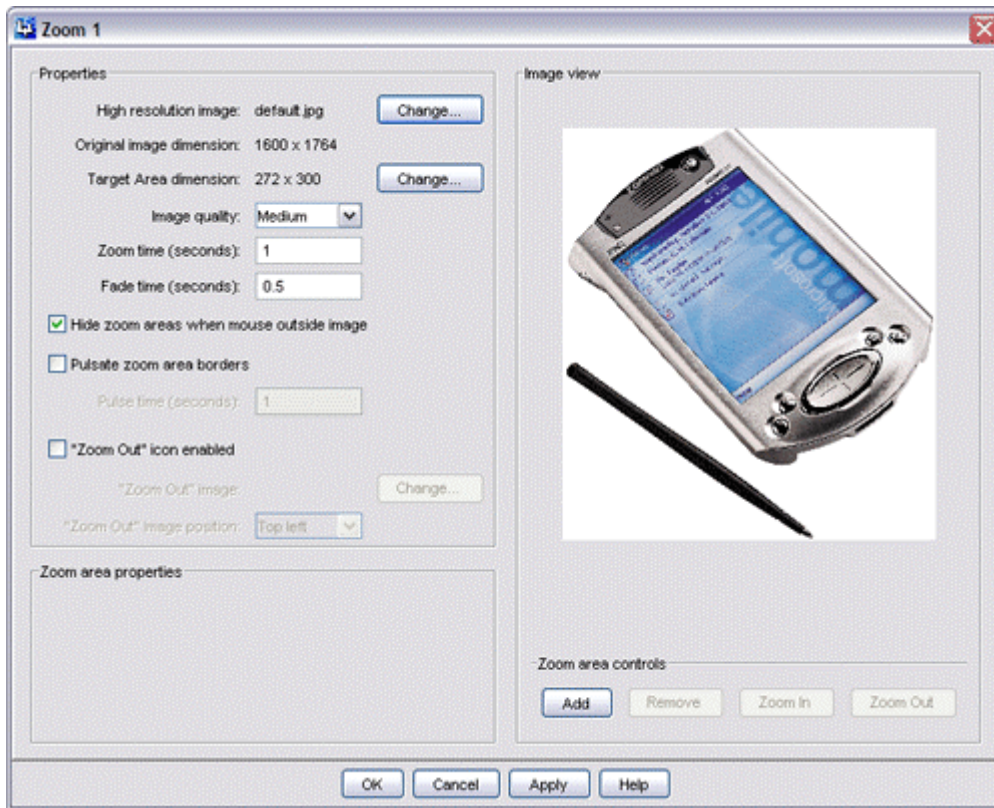 Zoom 1
Properties
High resolution image: default.jpg Change...
Original image dimension: 1600 x 1764
Target Area dimension: 272 x 300 Change...
Image quality: Medium
Zoom time (seconds): 1
Fade time (seconds): 0.5
Hide zoom areas when mouse outside image
Pulsate zoom area borders
Pulse time (seconds): 1
"Zoom Out" icon enabled
"Zoom Out" image: Change...
"Zoom Out" image position: Top left
Zoom area properties
Image view
mobile
Microsoft
Zoom area controls
Add Remove Zoom In Zoom Out
OK Cancel Apply Help